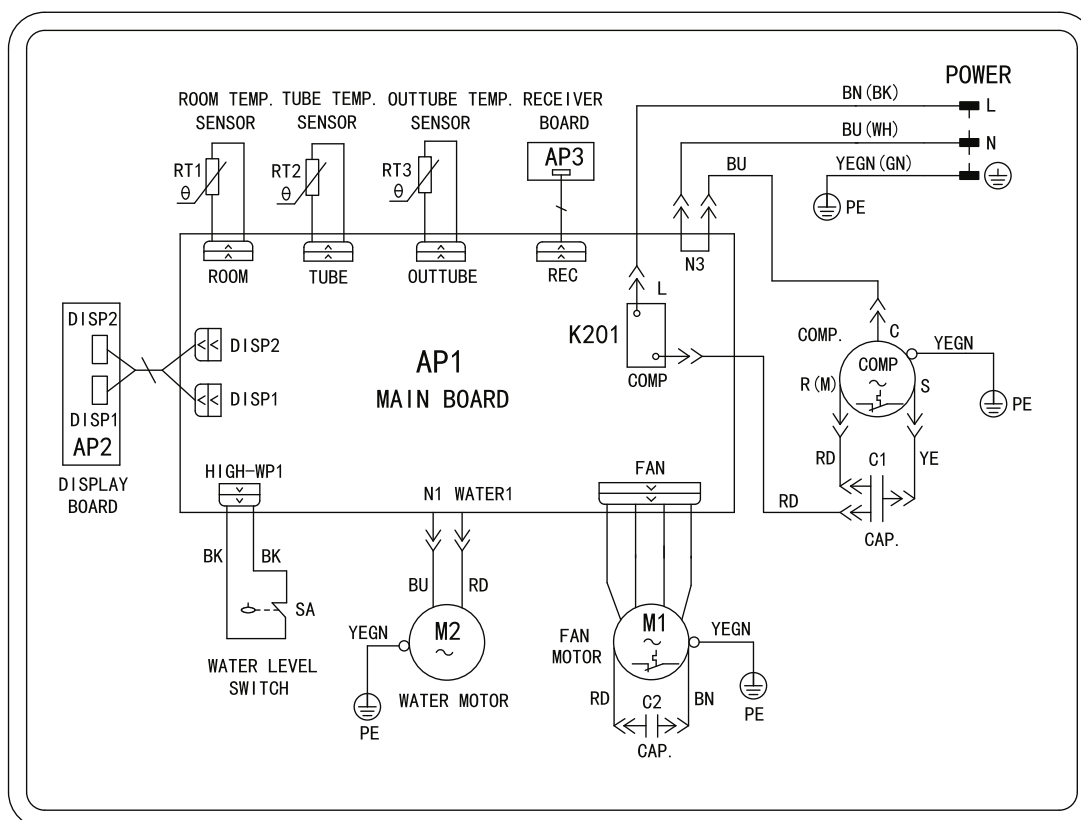 POWER
BN(BK)
L
BU(WH)
N
BU
YEGN(GN)
PE
ROOM TEMP. SENSOR
TUBE TEMP. SENSOR
OUTTUBE TEMP. SENSOR
RECEIVER BOARD
RT1
θ
RT2
θ
RT3
θ
AP3
ROOM
TUBE
OUTTUBE
REC
N3
L
K201
COMP
DISP2
DISP1
AP2
DISPLAY BOARD
DISP2
DISP1
AP1
MAIN BOARD
COMP.
C
COMP
YEGN
R(M)
S
PE
RD
C1
YE
RD
CAP.
HIGH-WP1
N1 WATER1
FAN
BK
BK
SA
WATER LEVEL SWITCH
BU
RD
M2
YEGN
WATER MOTOR
PE
FAN MOTOR
M1
YEGN
RD
C2
BN
PE
CAP.